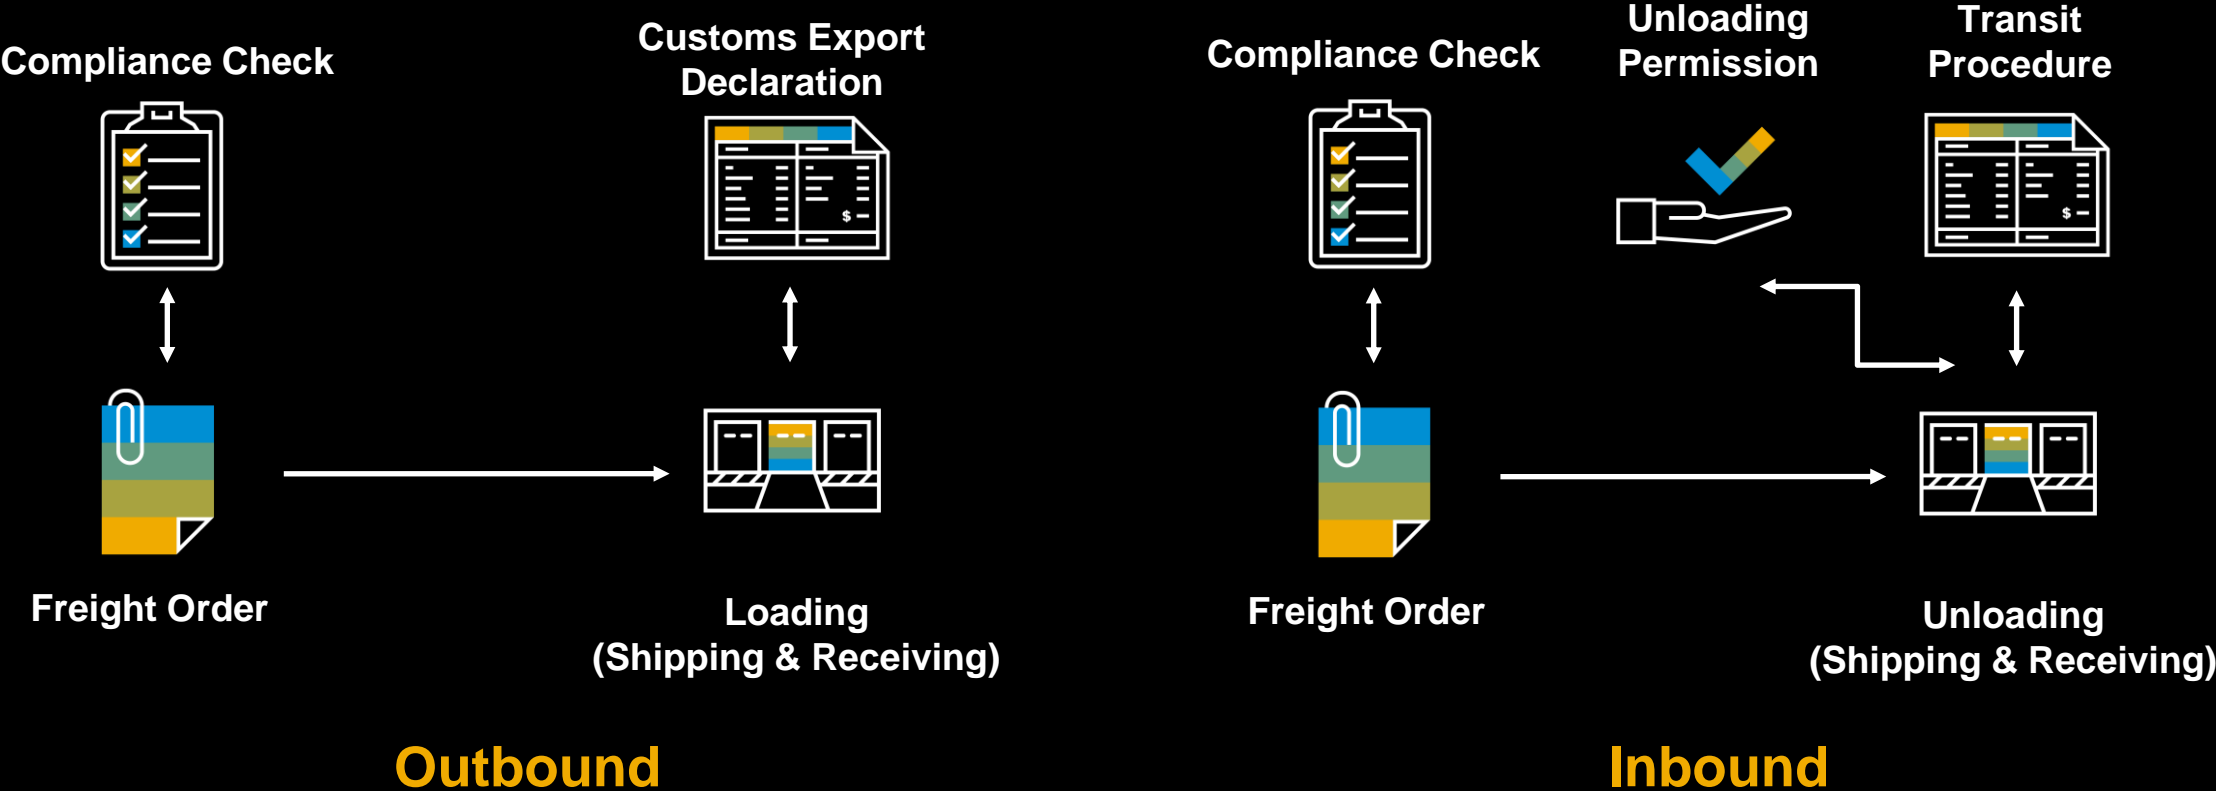 Compliance Check
Customs Export
Declaration
$
Freight Order
Loading
(Shipping & Receiving)
Outbound
Compliance Check
Unloading
Permission
Transit
Procedure
$
Freight Order
Unloading
(Shipping & Receiving)
Inbound